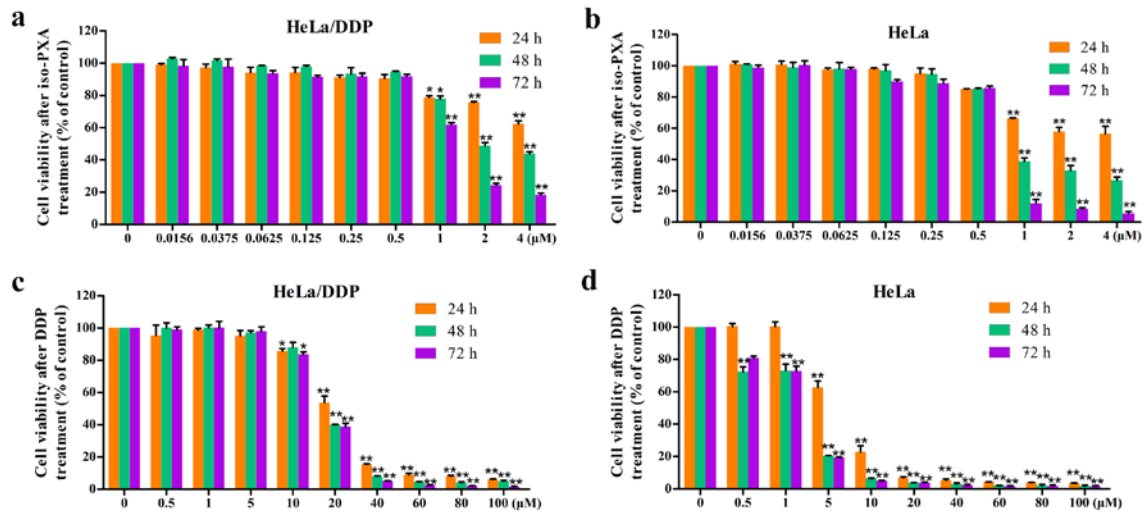 a
HeLa/DDP
Cell viability after iso-PXA
treatment (% of control)
120
100
80
60
40
20
0
24 h
48 h
72 h
* *
**
**
**
**
**
**
**
0 0.0156 0.0375 0.0625 0.125 0.25 0.5 1 2 4 (μM)
b
HeLa
Cell viability after iso-PXA
treatment (% of control)
120
100
80
60
40
20
0
24 h
48 h
72 h
**
**
**
**
**
**
**
**
**
0 0.0156 0.0375 0.0625 0.125 0.25 0.5 1 2 4 (μM)
c
HeLa/DDP
Cell viability after DDP
treatment (% of control)
120
100
80
60
40
20
0
24 h
48 h
72 h
* *
**
** **
** ** **
** ** **
** ** **
** ** **
0 0.5 1 5 10 20 40 60 80 100 (μM)
d
HeLa
Cell viability after DDP
treatment (% of control)
120
100
80
60
40
20
0
24 h
48 h
72 h
**
** **
**
** **
**
** **
** ** **
** ** **
** ** **
** ** **
** ** **
0 0.5 1 5 10 20 40 60 80 100 (μM)